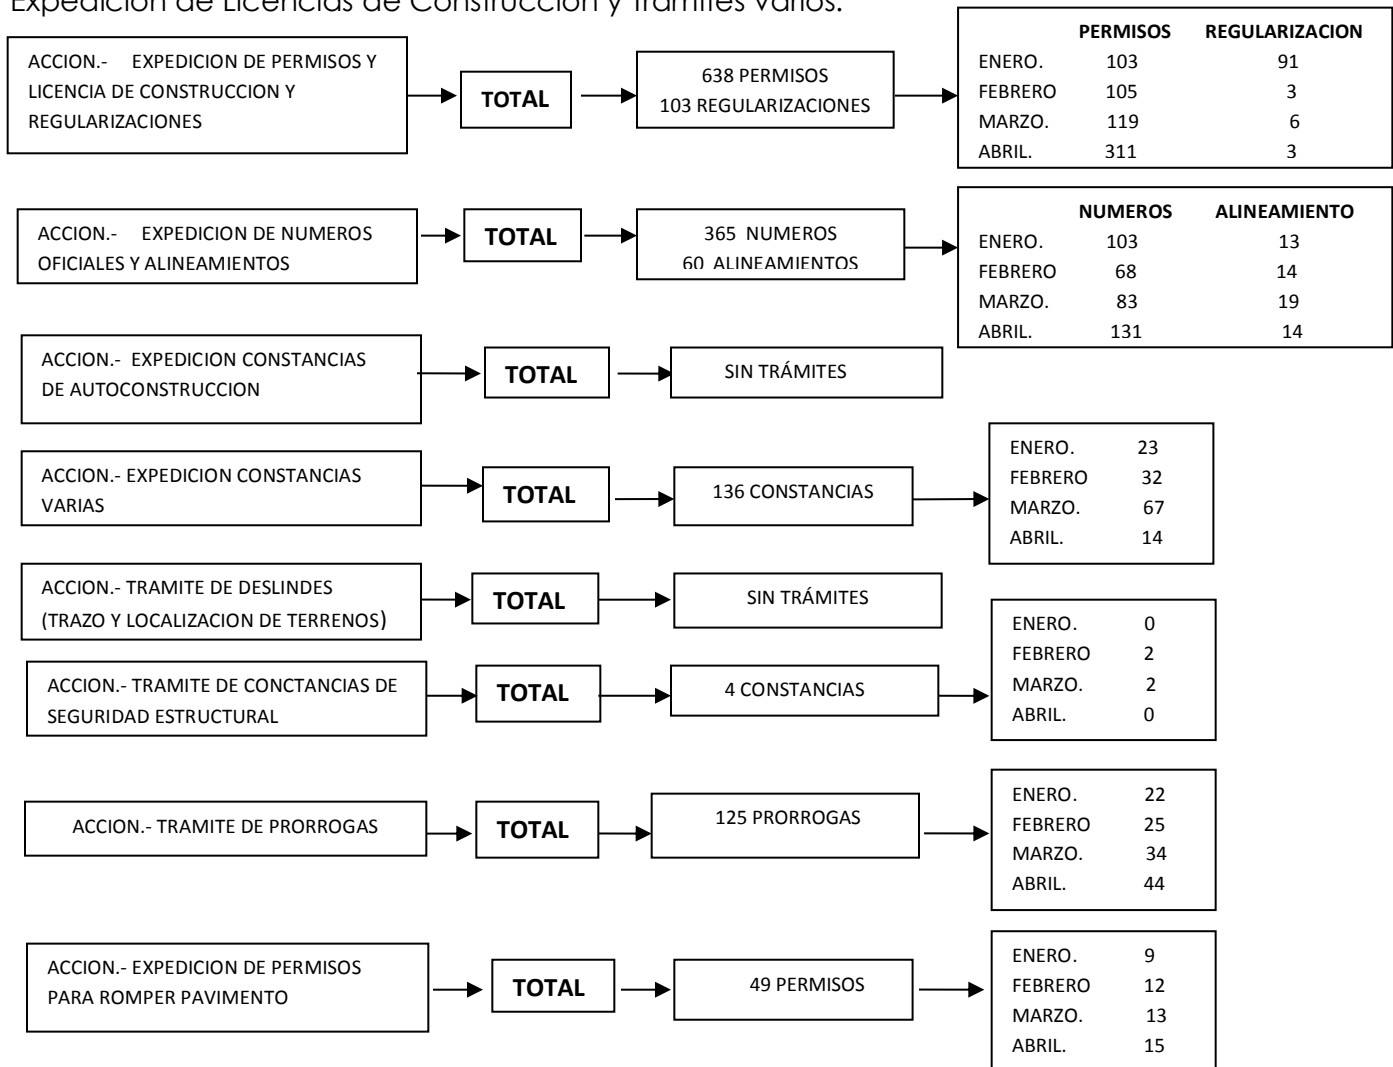 Expedición de Licencias de Construcción y Trámites Varios.
ACCION.- EXPEDICION DE PERMISOS Y
LICENCIA DE CONSTRUCCION Y
REGULARIZACIONES
TOTAL
638 PERMISOS
103 REGULARIZACIONES
PERMISOS REGULARIZACION
ENERO. 103 91
FEBRERO 105 3
MARZO. 119 6
ABRIL. 311 3
ACCION.- EXPEDICION DE NUMEROS
OFICIALES Y ALINEAMIENTOS
TOTAL
365 NUMEROS
60 ALINEAMIENTOS
NUMEROS ALINEAMIENTO
ENERO. 103 13
FEBRERO 68 14
MARZO. 83 19
ABRIL. 131 14
ACCION.- EXPEDICION CONSTANCIAS
DE AUTOCONSTRUCCION
TOTAL
SIN TRÁMITES
ACCION.- EXPEDICION CONSTANCIAS
VARIAS
TOTAL
136 CONSTANCIAS
ENERO. 23
FEBRERO 32
MARZO. 67
ABRIL. 14
ACCION.- TRAMITE DE DESLINDES
(TRAZO Y LOCALIZACION DE TERRENOS)
TOTAL
SIN TRÁMITES
ACCION.- TRAMITE DE CONCTANCIAS DE
SEGURIDAD ESTRUCTURAL
TOTAL
4 CONSTANCIAS
ENERO. 0
FEBRERO 2
MARZO. 2
ABRIL. 0
ACCION.- TRAMITE DE PRORROGAS
TOTAL
125 PRORROGAS
ENERO. 22
FEBRERO 25
MARZO. 34
ABRIL. 44
ACCION.- EXPEDICION DE PERMISOS
PARA ROMPER PAVIMENTO
TOTAL
49 PERMISOS
ENERO. 9
FEBRERO 12
MARZO. 13
ABRIL. 15